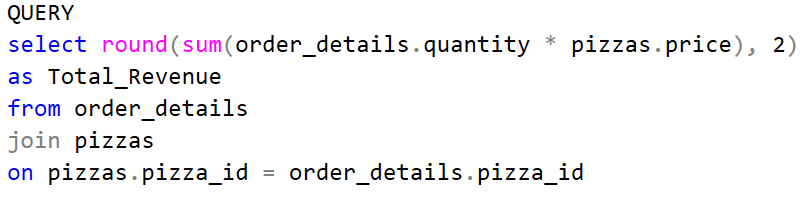 QUERY
select round(sum(order_details.quantity * pizzas.price), 2)
as Total_Revenue
from order_details
join pizzas
on pizzas.pizza_id = order_details.pizza_id